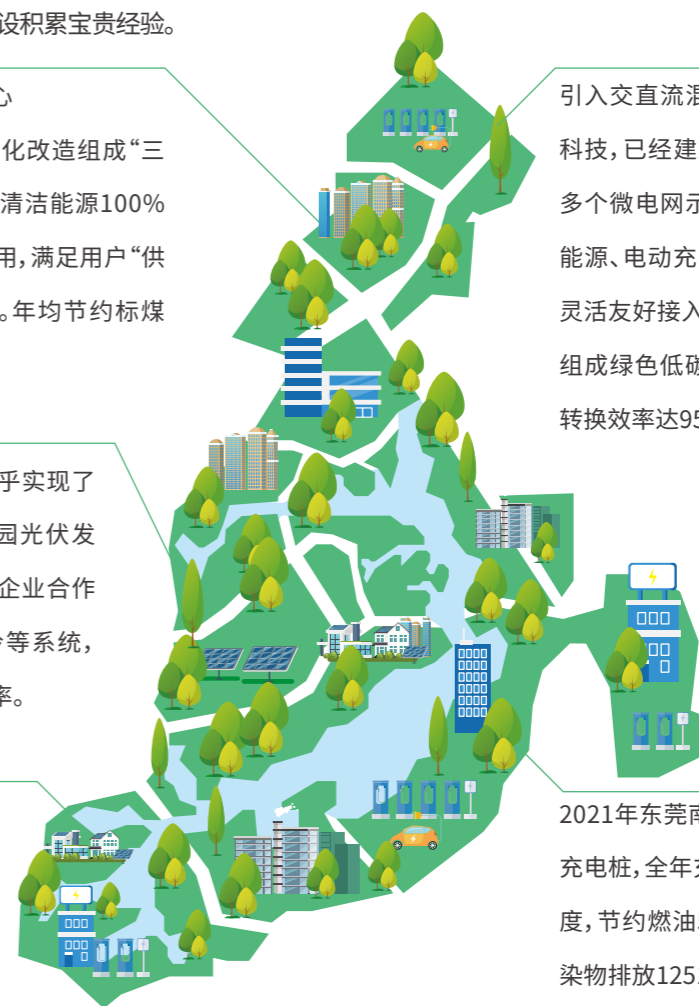 设积累宝贵经验。
心
化改造组成“三
清洁能源100%
用，满足用户“供
。年均节约标煤
乎实现了
园光伏发
企业合作
冷等系统，
率。
引入交直流混
科技，已经建
多个微电网示
能源、电动充
灵活友好接入
组成绿色低碳
转换效率达95
2021年东莞南
充电桩，全年充
度，节约燃油
染物排放125